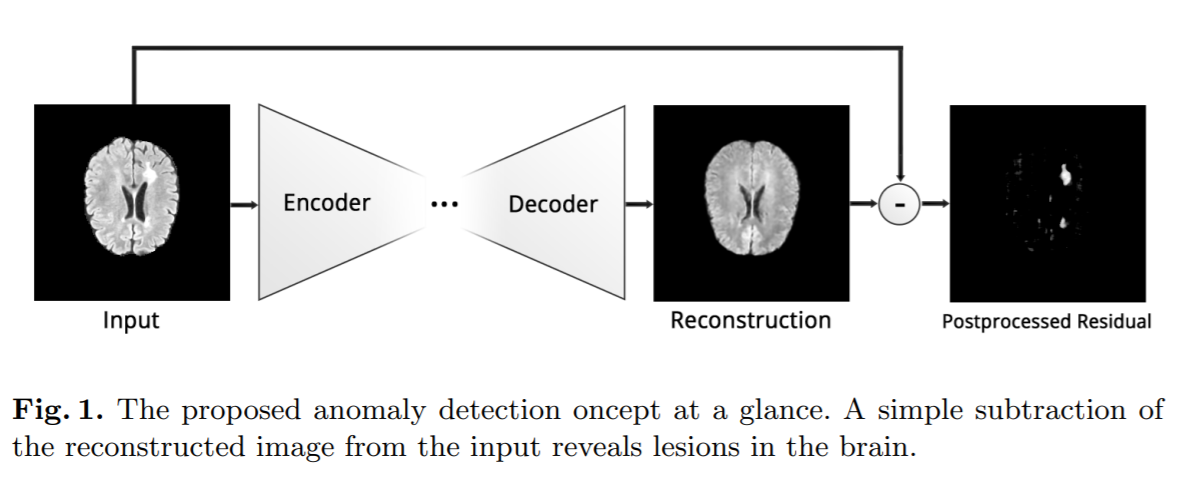 Encoder
...
Decoder
-
Input
Reconstruction
Postprocessed Residual
Fig. 1. The proposed anomaly detection oncept at a glance. A simple subtraction of
the reconstructed image from the input reveals lesions in the brain.